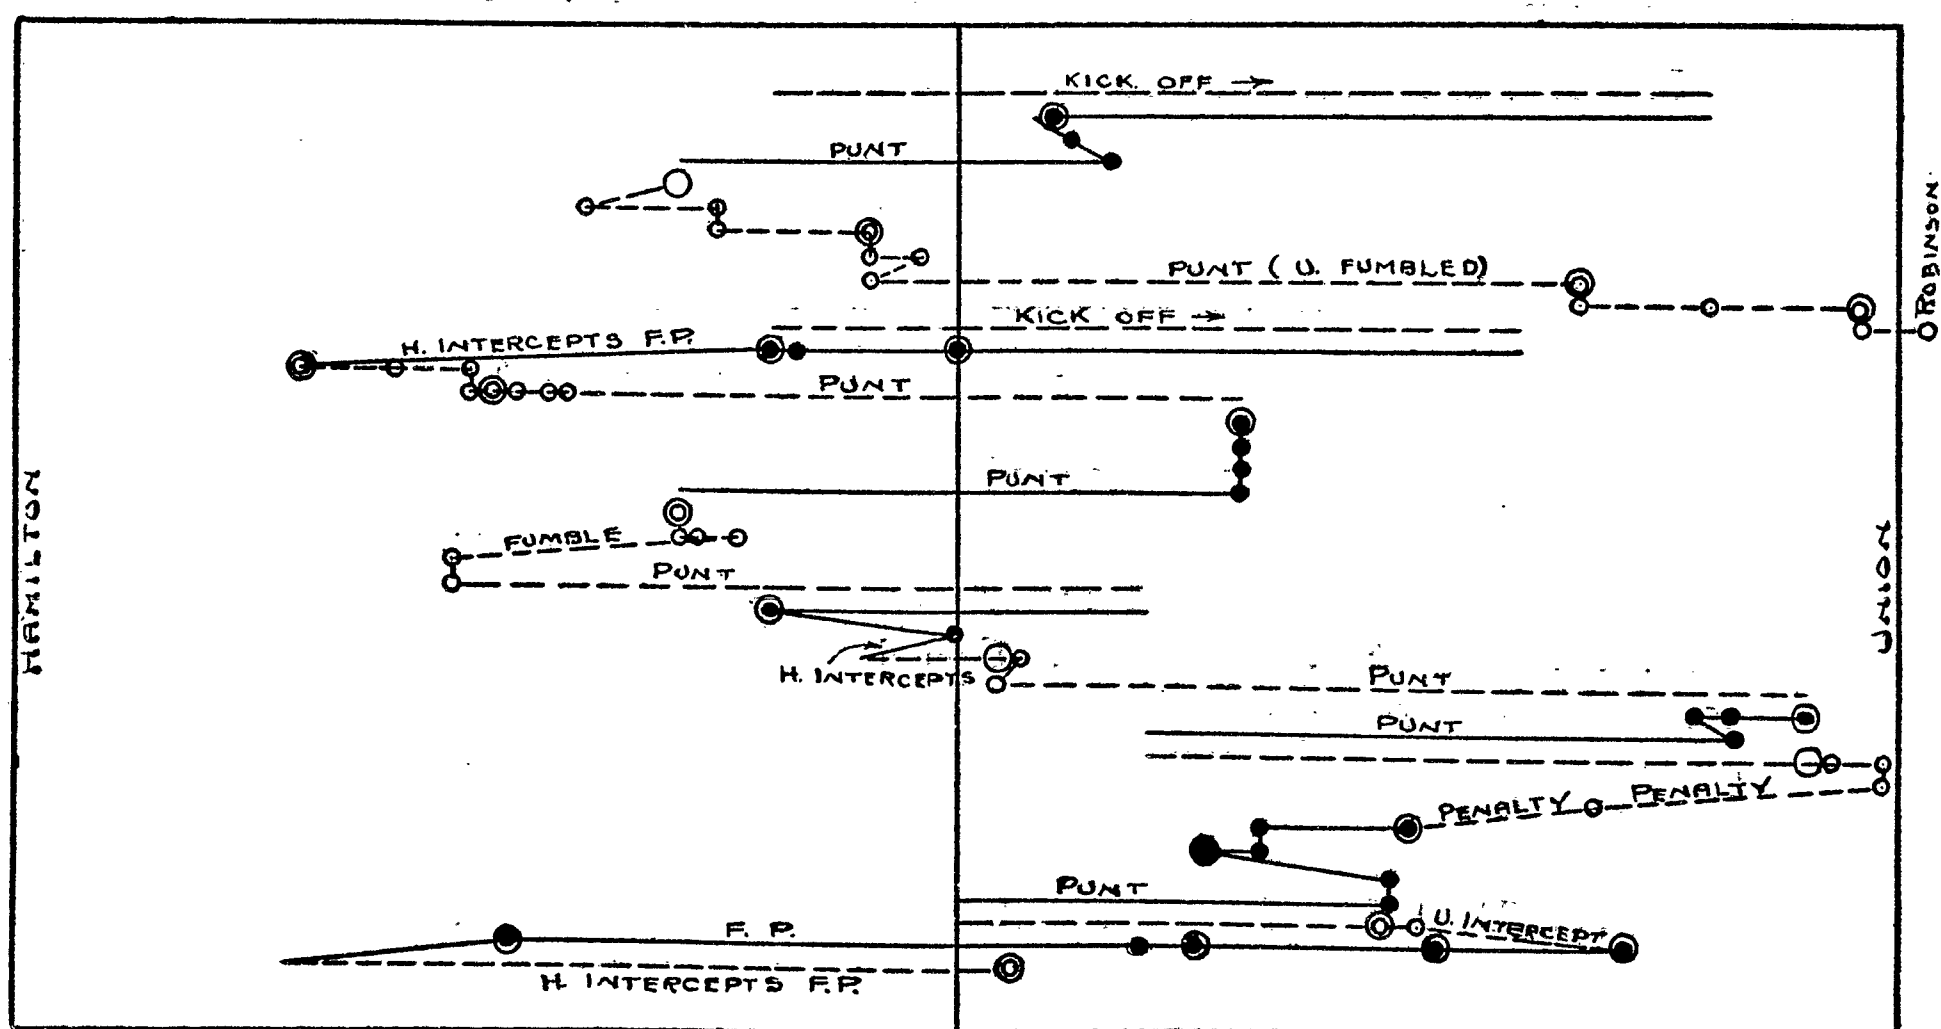 KICK OFF
PUNT
PUNT (U. FUMBLED)
ROBINSON
KICK OFF
H. INTERCEPTS F.P.
PUNT
PUNT
HAMILTON
UNION
FUMBLE
PUNT
H. INTERCEPTS
PUNT
PUNT
PENALTY
PENALTY
PUNT
U. INTERCEPT
F. P.
H. INTERCEPTS F.P.